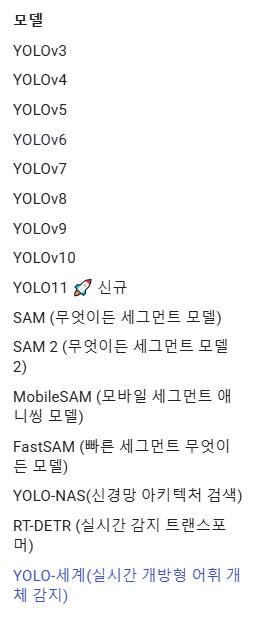 모델
YOLOv3
YOLOv4
YOLOv5
YOLOv6
YOLOv7
YOLOv8
YOLOv9
YOLOv10
YOLO11 🚀 신규
SAM (무엇이든 세그먼트 모델)
SAM 2 (무엇이든 세그먼트 모델
2)
MobileSAM (모바일 세그먼트 애
니씽 모델)
FastSAM (빠른 세그먼트 무엇이
든 모델)
YOLO-NAS(신경망 아키텍처 검색)
RT-DETR (실시간 감지 트랜스포
머)
YOLO-세계(실시간 개방형 어휘 개
체 감지)